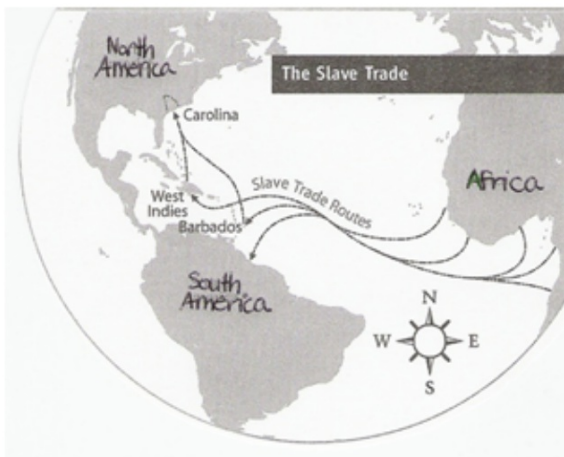 North
America
The Slave Trade
Carolina
Africa
West
Indies
Slave Trade Routes
Barbados
South
America
N
W
E
S